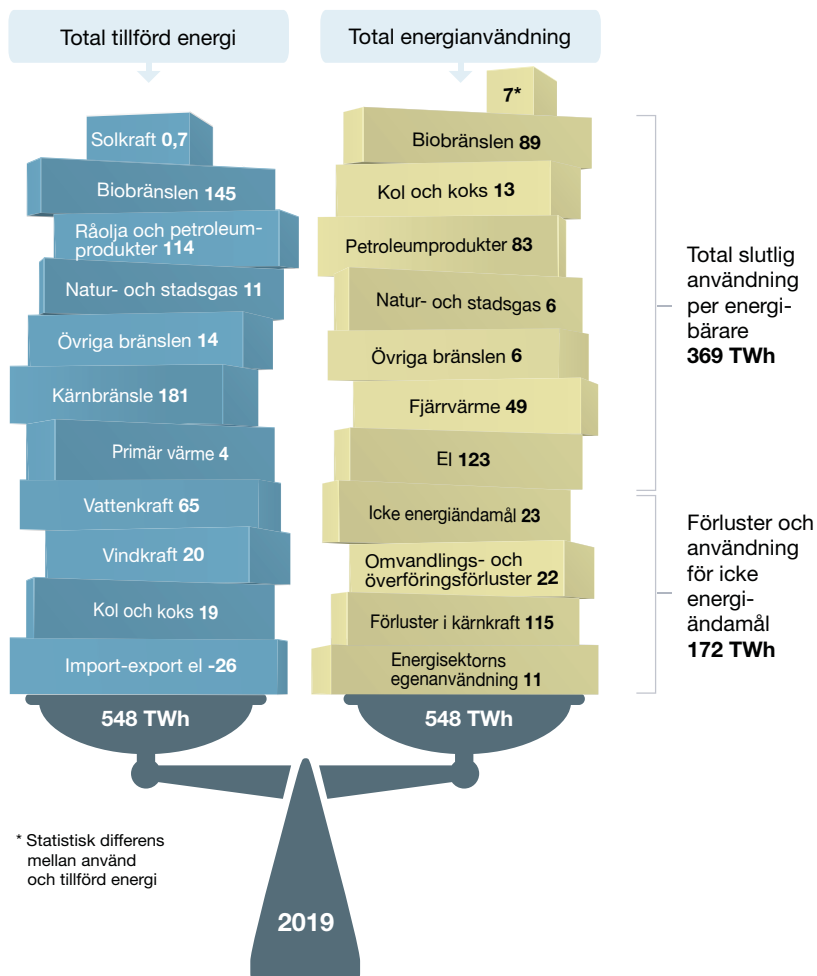 Total tillförd energi
Solkraft 0,7
Biobränslen 145
Råolja och petroleum-
produkter 114
Natur- och stadsgas 11
Övriga bränslen 14
Kärnbränsle 181
Primär värme 4
Vattenkraft 65
Vindkraft 20
Kol och koks 19
Import-export el -26
548 TWh
Total energianvändning
7*
Biobränslen 89
Kol och koks 13
Petroleumprodukter 83
Natur- och stadsgas 6
Övriga bränslen 6
Fjärrvärme 49
El 123
Icke energiändamål 23
Omvandlings- och
överföringsförluster 22
Förluster i kärnkraft 115
Energisektorns
egenanvändning 11
548 TWh
Total slutlig
användning
per energi-
bärare
369 TWh
Förluster och
användning
för icke
energi-
ändamål
172 TWh
* Statistisk differens
mellan använd
och tillförd energi
2019